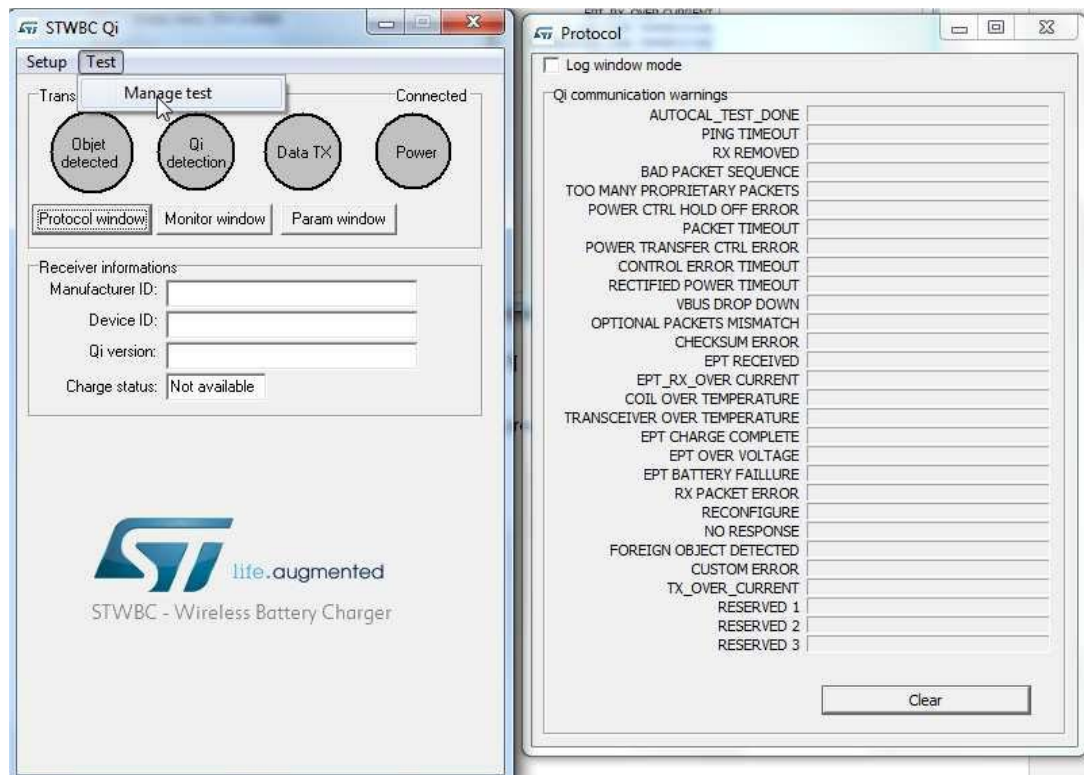 STWBC Qi
Setup Test
Manage test
Trans
Connected
Objet
detected
Qi
detection
Data TX
Power
Protocol window
Monitor window
Param window
Receiver informations
Manufacturer ID:
Device ID:
Qi version:
Charge status: Not available
ST
life.augmented
STWBC - Wireless Battery Charger
EPT_RX_OVER CURRENT
Protocol
Log window mode
Qi communication warnings
AUTOCAL_TEST_DONE
PING TIMEOUT
RX REMOVED
BAD PACKET SEQUENCE
TOO MANY PROPRIETARY PACKETS
POWER CTRL HOLD OFF ERROR
PACKET TIMEOUT
POWER TRANSFER CTRL ERROR
CONTROL ERROR TIMEOUT
RECTIFIED POWER TIMEOUT
VBUS DROP DOWN
OPTIONAL PACKETS MISMATCH
CHECKSUM ERROR
EPT RECEIVED
EPT_RX_OVER CURRENT
COIL OVER TEMPERATURE
TRANSCEIVER OVER TEMPERATURE
EPT CHARGE COMPLETE
EPT OVER VOLTAGE
EPT BATTERY FAILLURE
RX PACKET ERROR
RECONFIGURE
NO RESPONSE
FOREIGN OBJECT DETECTED
CUSTOM ERROR
TX_OVER_CURRENT
RESERVED 1
RESERVED 2
RESERVED 3
Clear